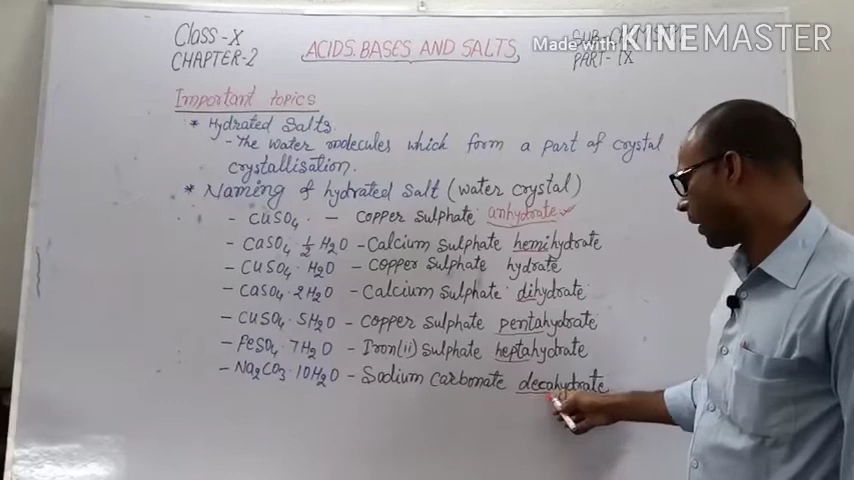 Class-X
CHAPTER-2
ACIDS. BASES AND SALTS
Made with KINEMASTER
PART-IX
Important topics
* Hydrated Salts.
- The water molecules which form a part of crystal
crystallisation.
* Naming of hydrated salt (water crystal)
- CuSO4 . - Copper Sulphate anhydrate ✓
- CaSO4 . 1/2 H2O - Calcium Sulphate hemihydrate
- CuSO4 . H2O - Copper Sulphate hydrate
- CaSO4 . 2H2O - Calcium Sulphate dihydrate
- CuSO4 . 5H2O - Copper Sulphate pentahydrate
- FeSO4 . 7H2O - Iron(ii) Sulphate heptahydrate
- Na2CO3 . 10H2O - Sodium carbonate decahydrate